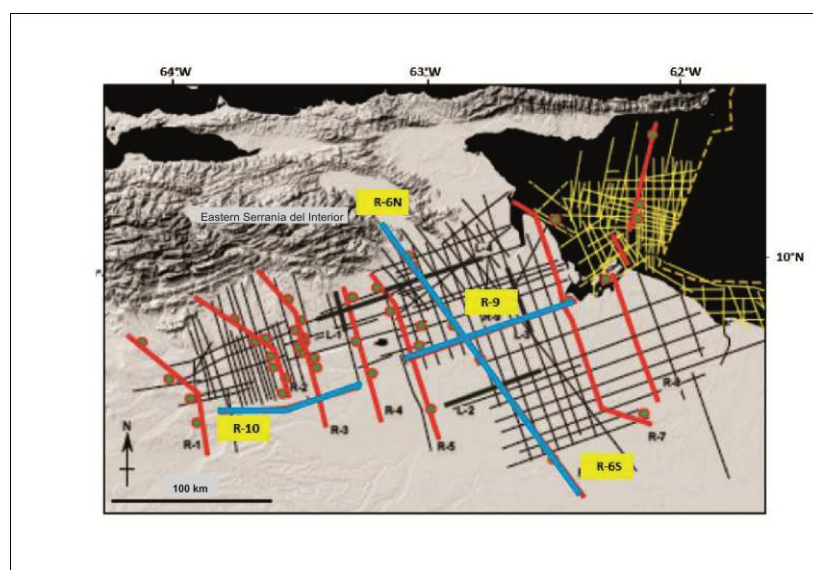 64°W 63°W 62°W
R-6N
Eastern Serranía del Interior
10°N
R-9
L-1
L-3
R-2
R-8
L-2
R-10
R-1
R-3
R-4
R-5
R-7
N
R-6S
100 km